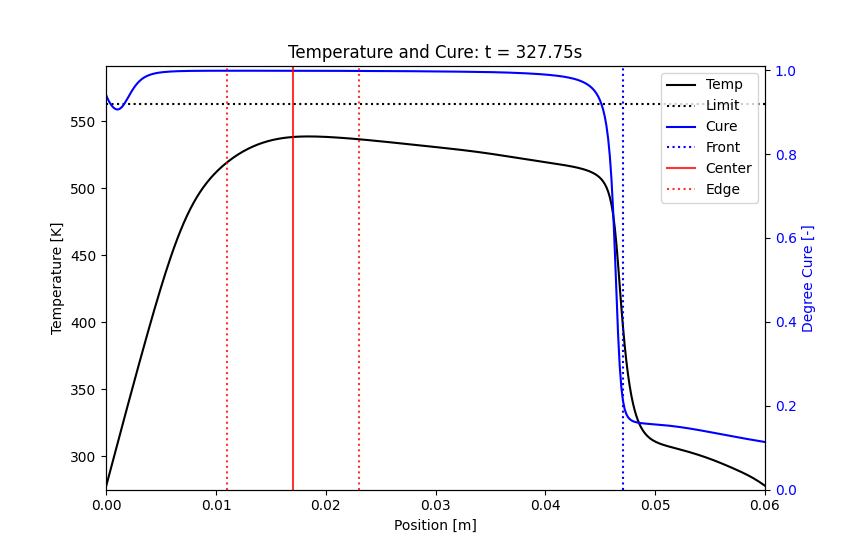 Temperature and Cure: t = 327.75s
Temperature [K]
550
500
450
400
350
300
Temp
Limit
Cure
Front
Center
Edge
1.0
0.8
0.6
0.4
0.2
0.0
Degree Cure [-]
0.00 0.01 0.02 0.03 0.04 0.05 0.06
Position [m]